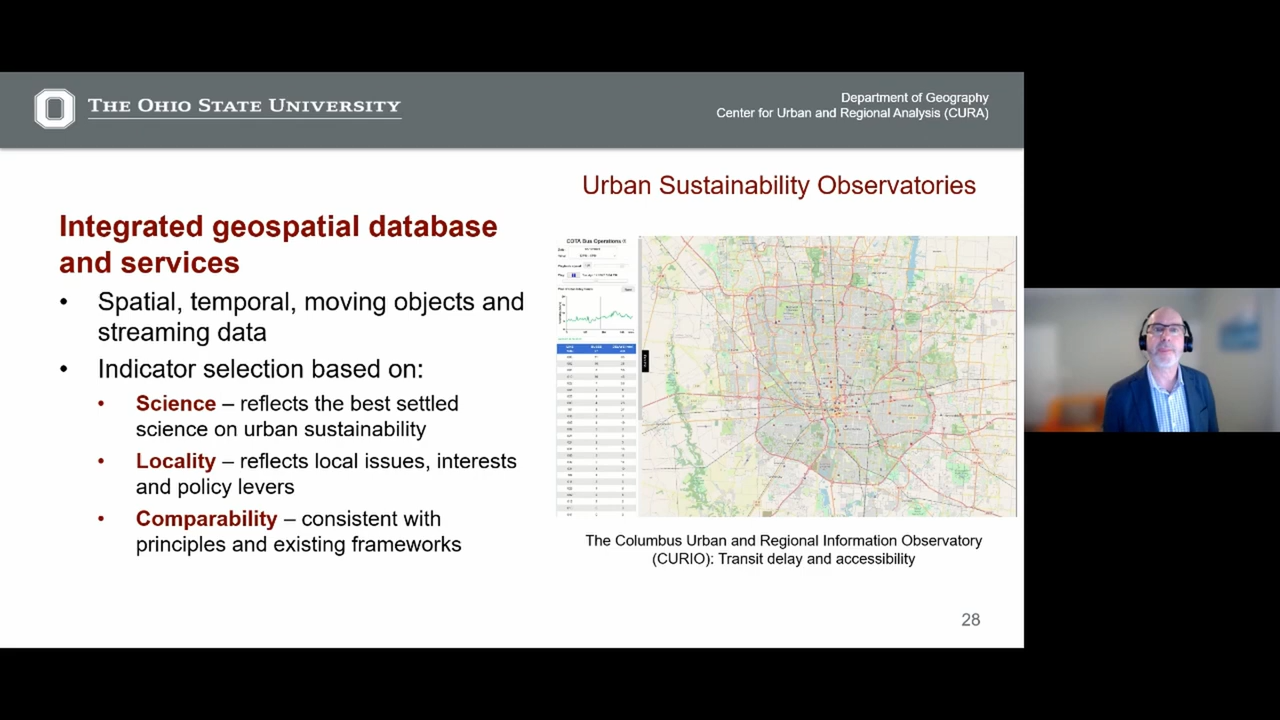 THE OHIO STATE UNIVERSITY
Department of Geography
Center for Urban and Regional Analysis (CURA)
Urban Sustainability Observatories
Integrated geospatial database
and services
• Spatial, temporal, moving objects and
streaming data
• Indicator selection based on:
• Science – reflects the best settled
science on urban sustainability
• Locality – reflects local issues, interests
and policy levers
• Comparability – consistent with
principles and existing frameworks
COTA Bus Operations
The Columbus Urban and Regional Information Observatory
(CURIO): Transit delay and accessibility
28